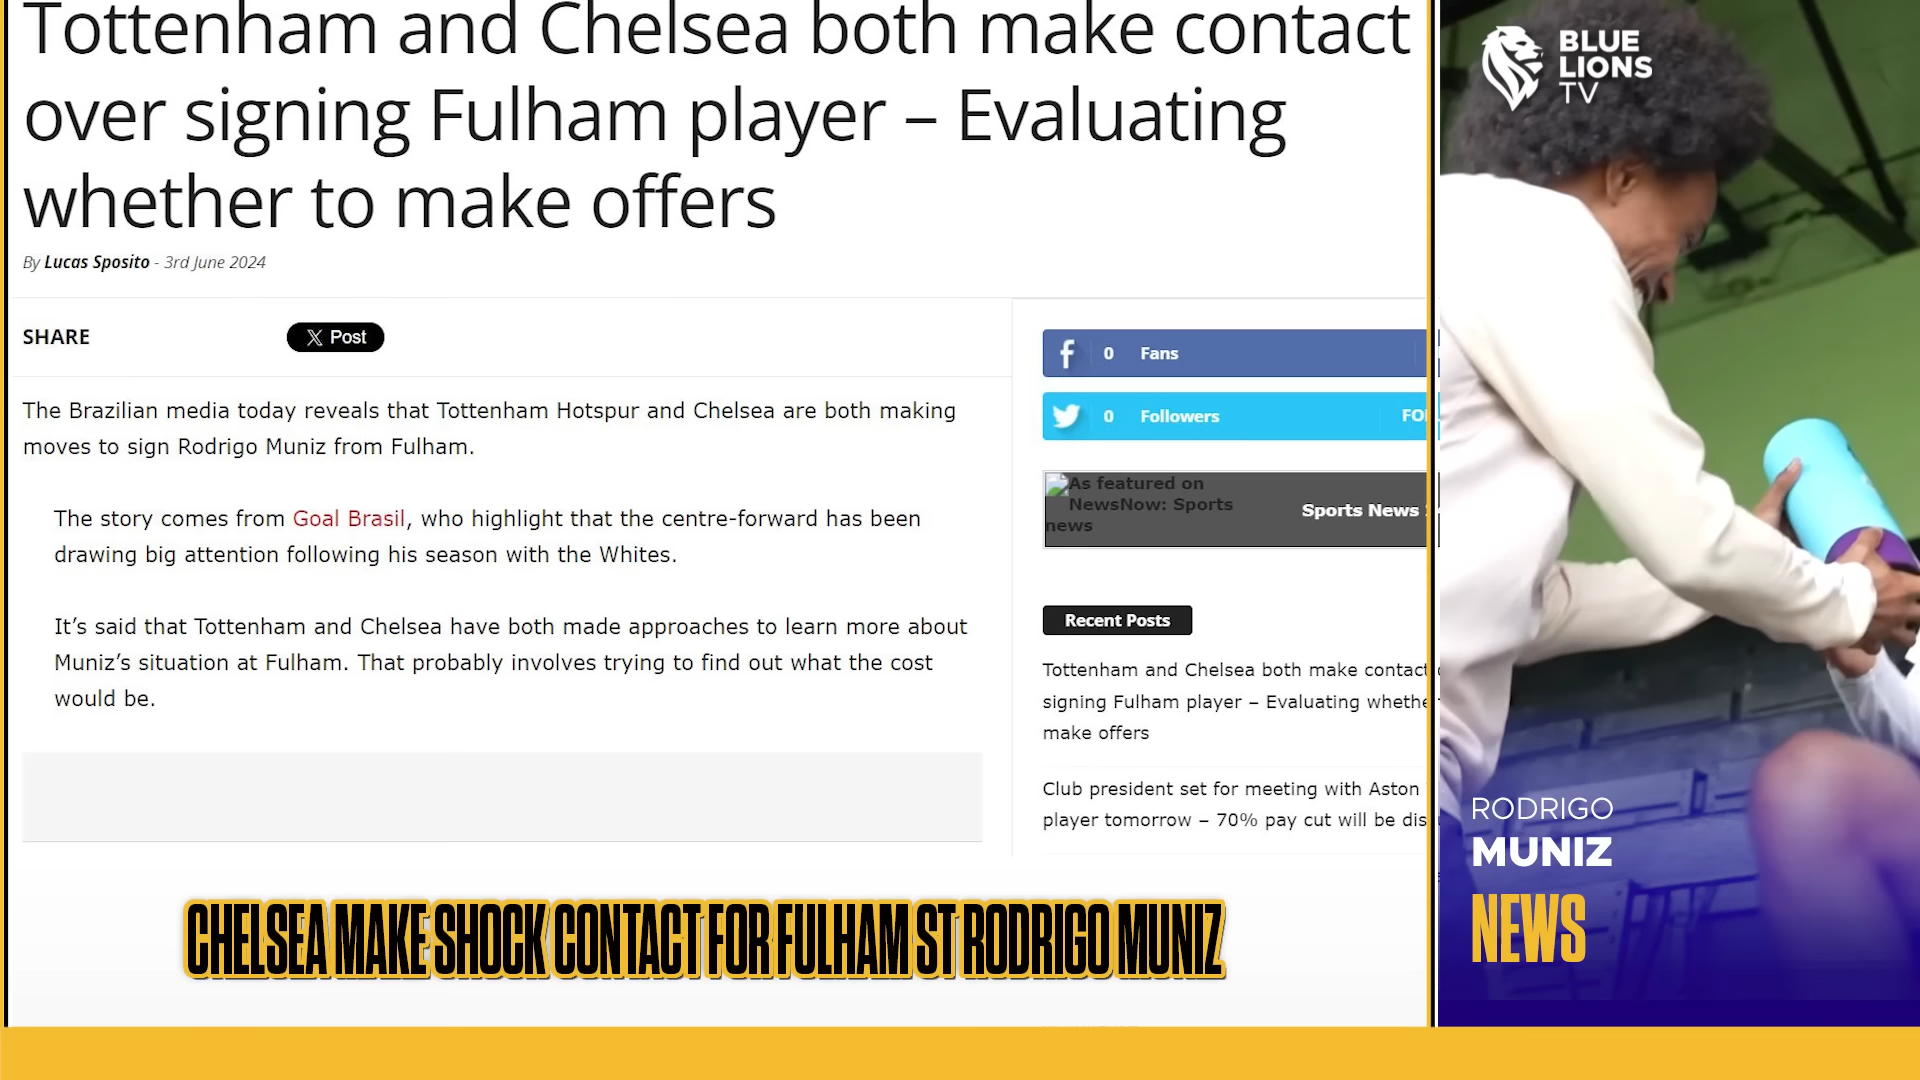 Tottenham and Chelsea both make contact
over signing Fulham player – Evaluating
whether to make offers
By Lucas Sposito - 3rd June 2024
SHARE
Post
The Brazilian media today reveals that Tottenham Hotspur and Chelsea are both making
moves to sign Rodrigo Muniz from Fulham.
The story comes from Goal Brasil, who highlight that the centre-forward has been
drawing big attention following his season with the Whites.
It’s said that Tottenham and Chelsea have both made approaches to learn more about
Muniz’s situation at Fulham. That probably involves trying to find out what the cost
would be.
0 Fans
0 Followers
As featured on
NewsNow: Sports
news
Sports News
Recent Posts
Tottenham and Chelsea both make contact
signing Fulham player – Evaluating
make offers
Club president set for meeting with Aston
player tomorrow – 70% pay cut will be
CHELSEA MAKE SHOCK CONTACT FOR FULHAM ST RODRIGO MUNIZ
BLUE
LIONS
TV
RODRIGO
MUNIZ
NEWS